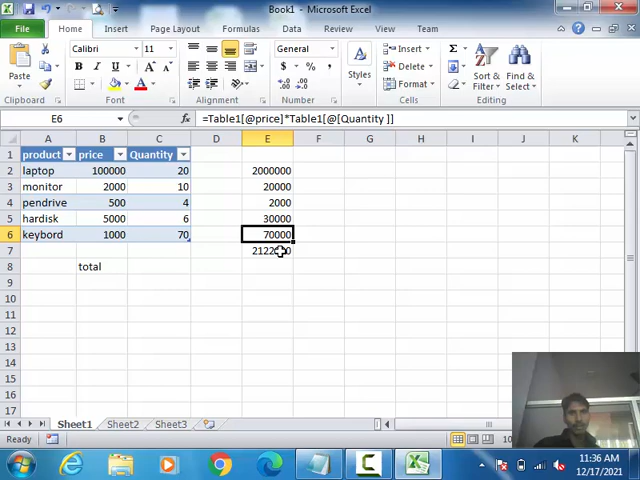 Book1 - Microsoft Excel
File Home Insert Page Layout Formulas Data Review View Team
Paste
Clipboard
Calibri 11
B I U
Font
Alignment
General
$ % ,
Number
Styles
Insert
Delete
Format
Cells
Σ
Sort & Filter
Find & Select
Editing
E6 fx =Table1[@price]*Table1[@[Quantity ]]
A B C D E F G H I J K
1 product price Quantity
2 laptop 100000 20 2000000
3 monitor 2000 10 20000
4 pendrive 500 4 2000
5 hardisk 5000 6 30000
6 keybord 1000 70 70000
7
8 total
9
10
11
12
13
14
15
16
17
Sheet1 Sheet2 Sheet3
Ready
11:36 AM
12/17/2021